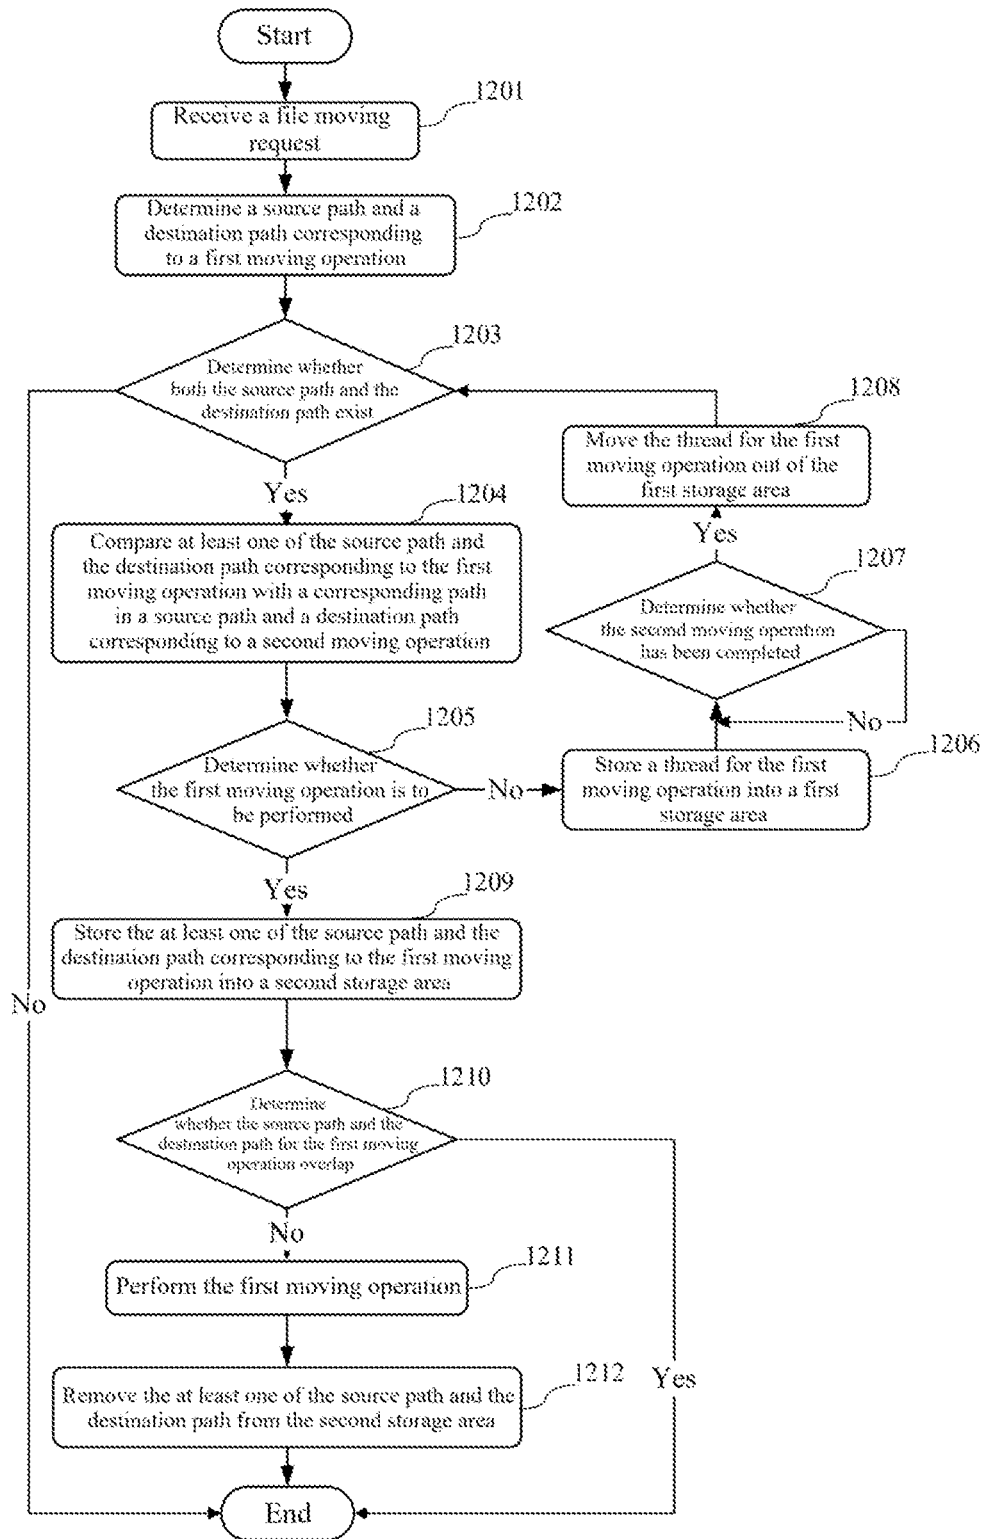 Start
1201
Receive a file moving
request
1202
Determine a source path and a
destination path corresponding
to a first moving operation
1203
Determine whether
both the source path and the
destination path exist
1208
Move the thread for the first
moving operation out of the
first storage area
Yes
1204
Compare at least one of the source path and
the destination path corresponding to the first
moving operation with a corresponding path
in a source path and a destination path
corresponding to a second moving operation
Yes
1207
Determine whether
the second moving operation
has been completed
No
1205
Determine whether
the first moving operation is to
be performed
No
1206
Store a thread for the first
moving operation into a first
storage area
Yes
1209
Store the at least one of the source path and the
destination path corresponding to the first moving
operation into a second storage area
No
1210
Determine
whether the source path and the
destination path for the first moving
operation overlap
No
1211
Perform the first moving operation
Yes
1212
Remove the at least one of the source path and the
destination path from the second storage area
End